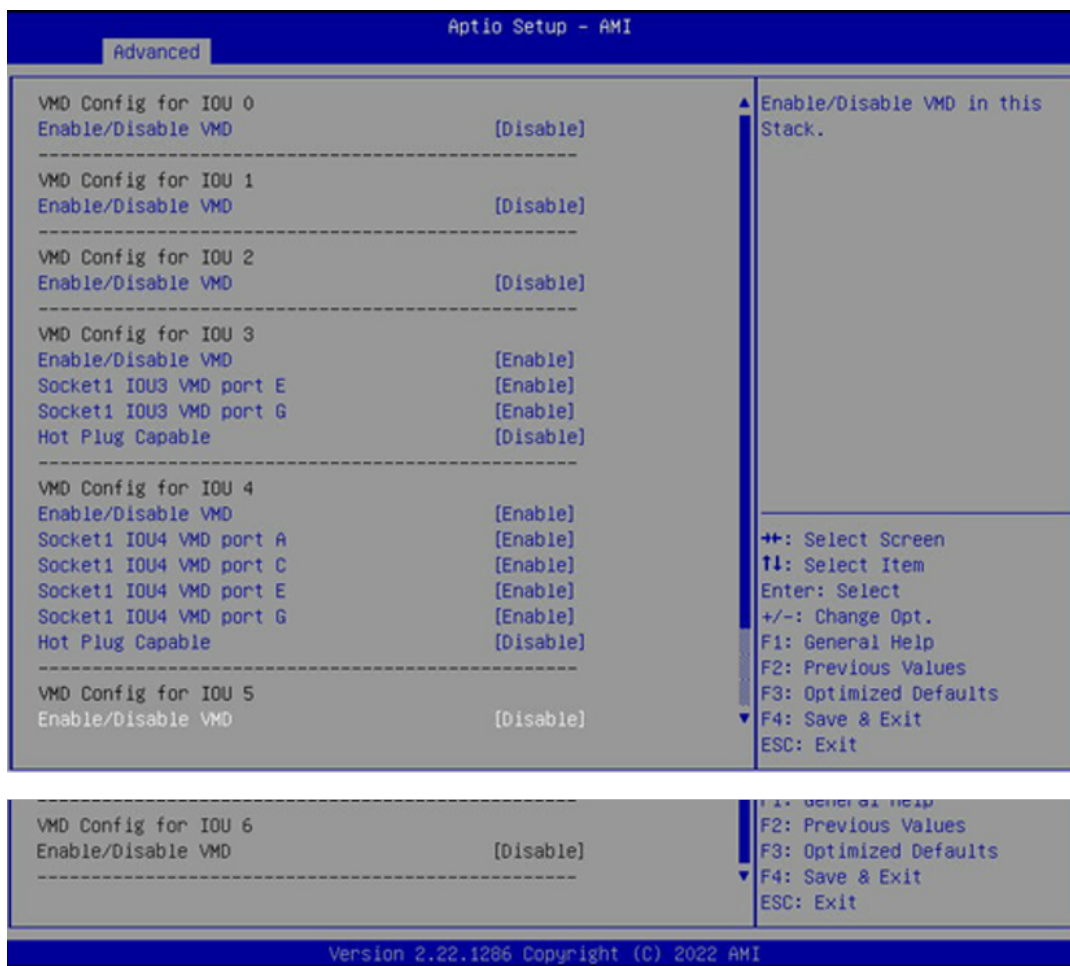 Aptio Setup – AMI
Advanced
VMD Config for IOU 0
Enable/Disable VMD [Disable]
--------------------------------------------------
VMD Config for IOU 1
Enable/Disable VMD [Disable]
--------------------------------------------------
VMD Config for IOU 2
Enable/Disable VMD [Disable]
--------------------------------------------------
VMD Config for IOU 3
Enable/Disable VMD [Enable]
Socket1 IOU3 VMD port E [Enable]
Socket1 IOU3 VMD port G [Enable]
Hot Plug Capable [Disable]
--------------------------------------------------
VMD Config for IOU 4
Enable/Disable VMD [Enable]
Socket1 IOU4 VMD port A [Enable]
Socket1 IOU4 VMD port C [Enable]
Socket1 IOU4 VMD port E [Enable]
Socket1 IOU4 VMD port G [Enable]
Hot Plug Capable [Disable]
--------------------------------------------------
VMD Config for IOU 5
Enable/Disable VMD [Disable]
Enable/Disable VMD in this
Stack.
→←: Select Screen
↑↓: Select Item
Enter: Select
+/-: Change Opt.
F1: General Help
F2: Previous Values
F3: Optimized Defaults
F4: Save & Exit
ESC: Exit
--------------------------------------------------
VMD Config for IOU 6
Enable/Disable VMD [Disable]
--------------------------------------------------
F1: General Help
F2: Previous Values
F3: Optimized Defaults
F4: Save & Exit
ESC: Exit
Version 2.22.1286 Copyright (C) 2022 AMI